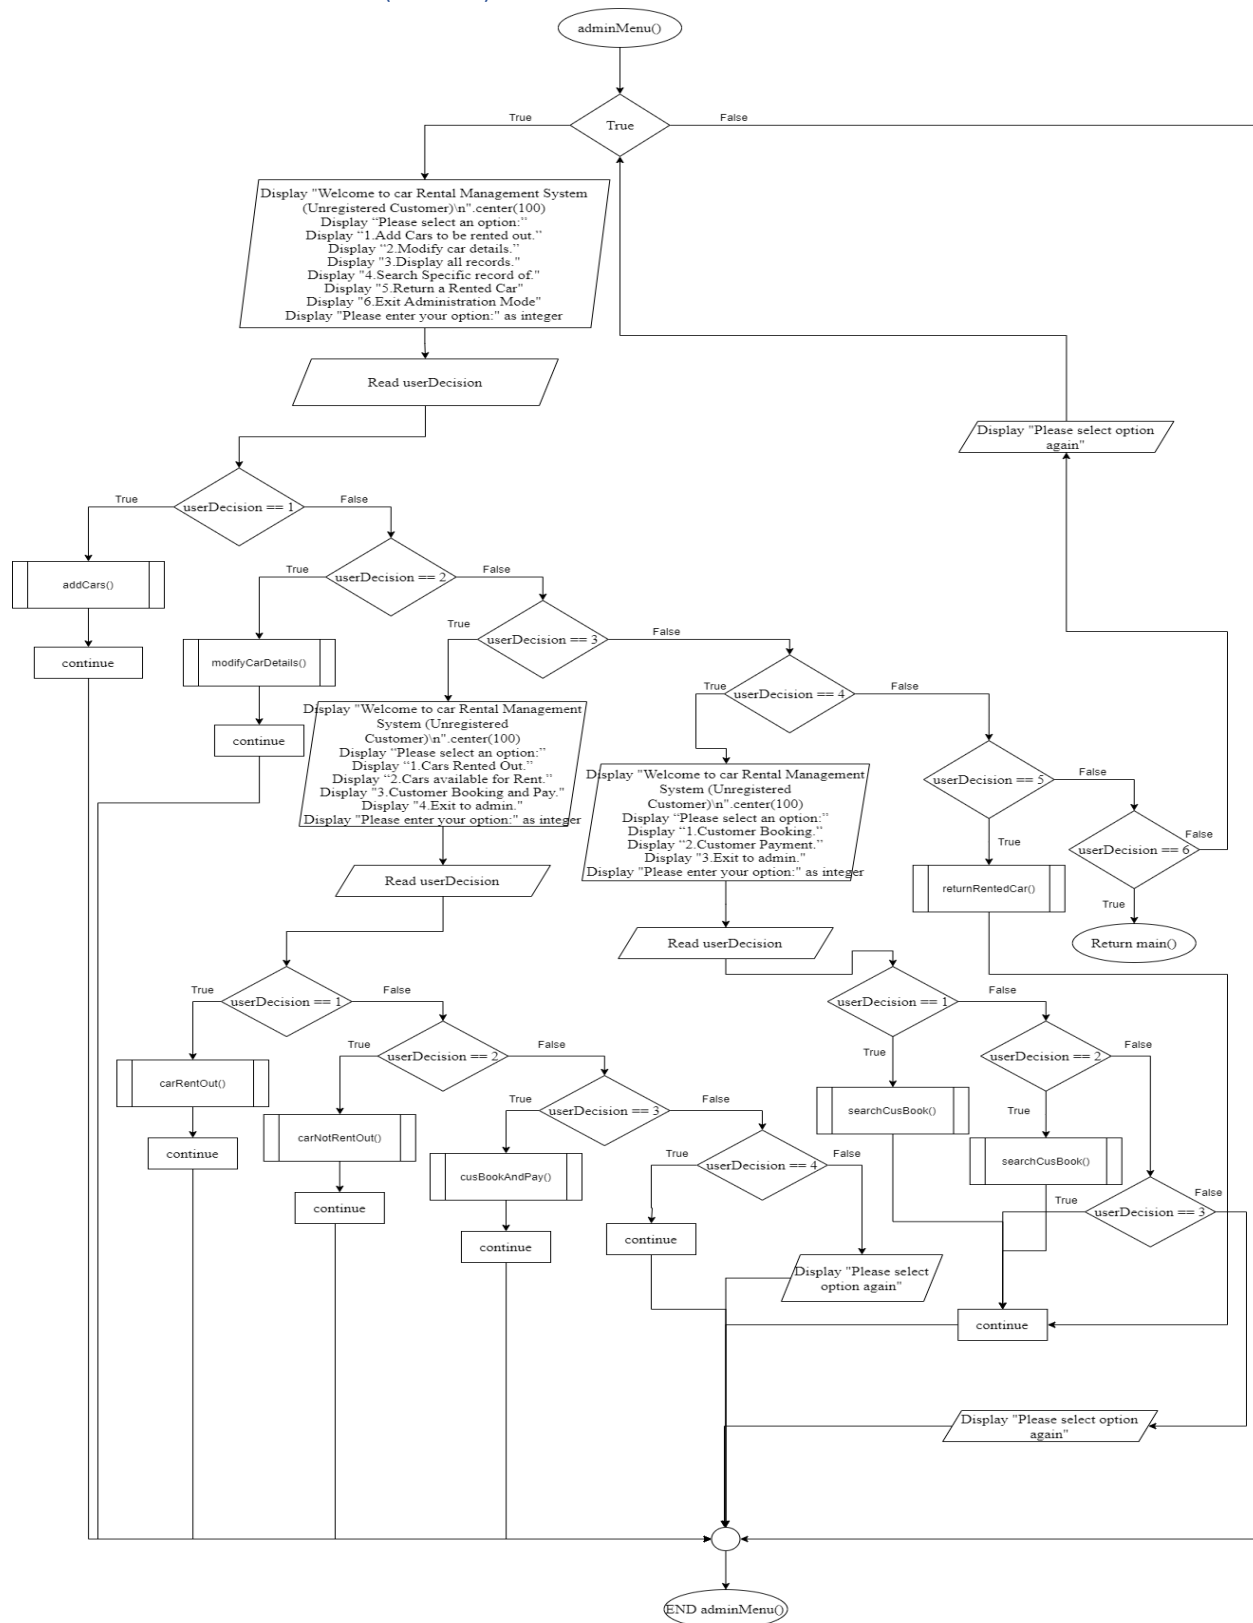 adminMenu()
True
True
False
Display "Welcome to car Rental Management System
(Unregistered Customer)\n".center(100)
Display “Please select an option:”
Display “1.Add Cars to be rented out.”
Display “2.Modify car details.”
Display "3.Display all records."
Display "4.Search Specific record of."
Display "5.Return a Rented Car"
Display "6.Exit Administration Mode"
Display "Please enter your option:" as integer
Read userDecision
Display "Please select option
again"
userDecision == 1
True
False
addCars()
continue
userDecision == 2
True
False
modifyCarDetails()
continue
userDecision == 3
True
False
Display "Welcome to car Rental Management
System (Unregistered
Customer)\n".center(100)
Display “Please select an option:”
Display “1.Cars Rented Out.”
Display “2.Cars available for Rent.”
Display "3.Customer Booking and Pay."
Display "4.Exit to admin."
Display "Please enter your option:" as integer
Read userDecision
userDecision == 4
True
False
Display "Welcome to car Rental Management
System (Unregistered
Customer)\n".center(100)
Display “Please select an option:”
Display “1.Customer Booking.”
Display “2.Customer Payment.”
Display "3.Exit to admin."
Display "Please enter your option:" as integer
Read userDecision
userDecision == 5
True
False
returnRentedCar()
userDecision == 6
False
True
Return main()
userDecision == 1
True
False
carRentOut()
continue
userDecision == 2
True
False
carNotRentOut()
continue
userDecision == 3
True
False
cusBookAndPay()
continue
userDecision == 4
True
False
continue
Display "Please select
option again"
userDecision == 1
True
False
searchCusBook()
userDecision == 2
True
False
searchCusBook()
userDecision == 3
True
False
continue
Display "Please select option
again"
END adminMenu()